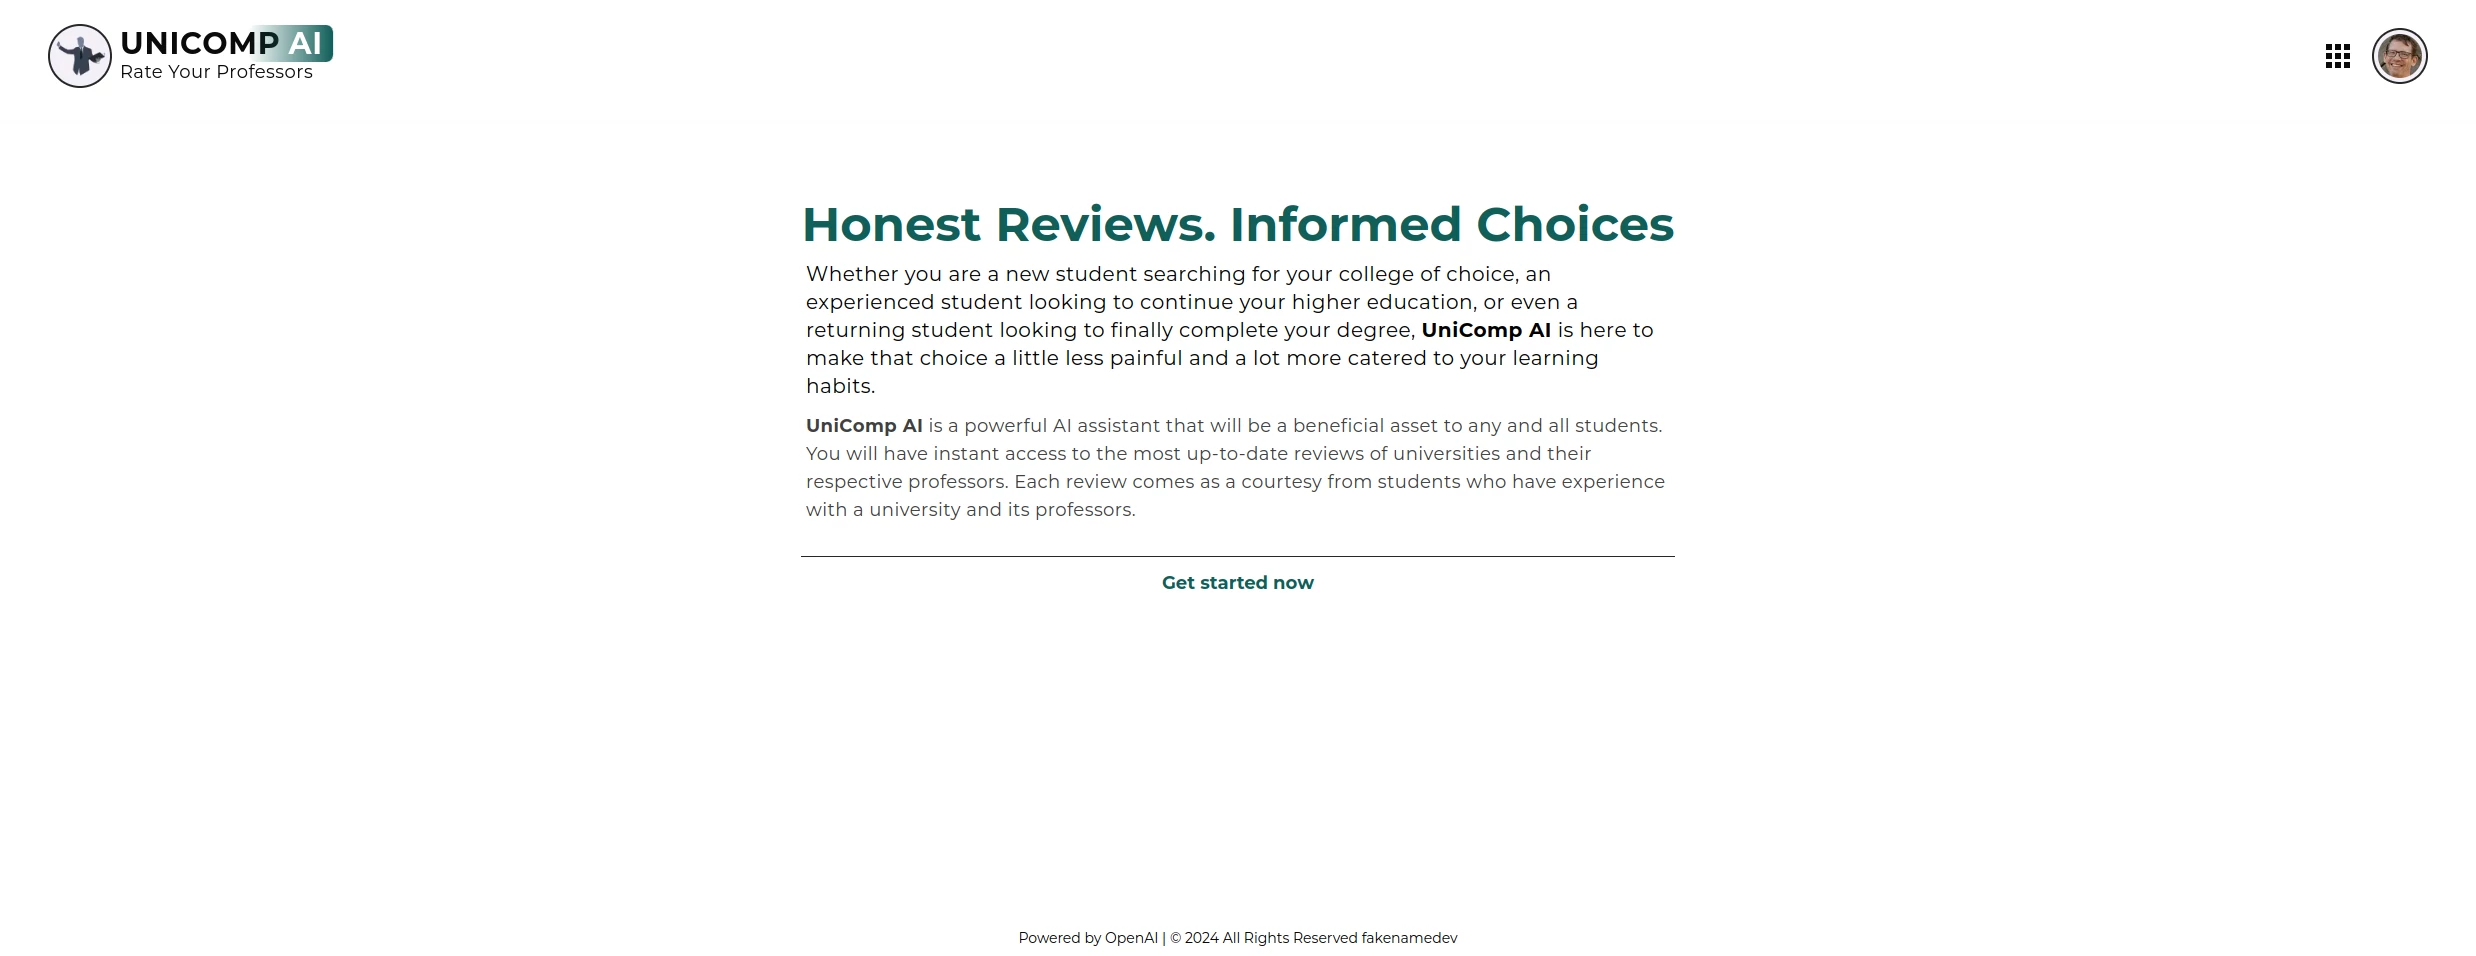 UNICOMP AI
Rate Your Professors
Honest Reviews. Informed Choices
Whether you are a new student searching for your college of choice, an
experienced student looking to continue your higher education, or even a
returning student looking to finally complete your degree, UniComp AI is here to
make that choice a little less painful and a lot more catered to your learning
habits.
UniComp AI is a powerful AI assistant that will be a beneficial asset to any and all students.
You will have instant access to the most up-to-date reviews of universities and their
respective professors. Each review comes as a courtesy from students who have experience
with a university and its professors.
Get started now
Powered by OpenAI | © 2024 All Rights Reserved fakenamedev